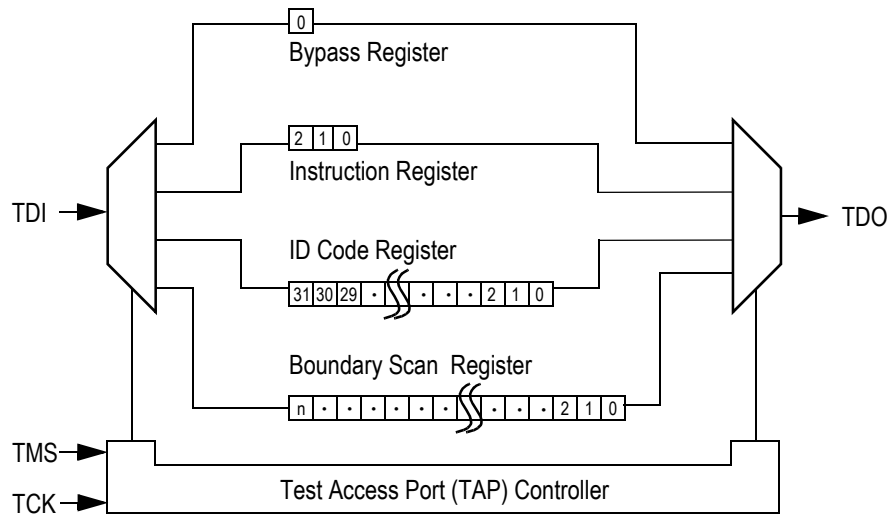 0
Bypass Register
2 1 0
Instruction Register
TDI
TDO
ID Code Register
31 30 29 · · · · 2 1 0
Boundary Scan Register
n · · · · · · · · · 2 1 0
TMS
TCK
Test Access Port (TAP) Controller